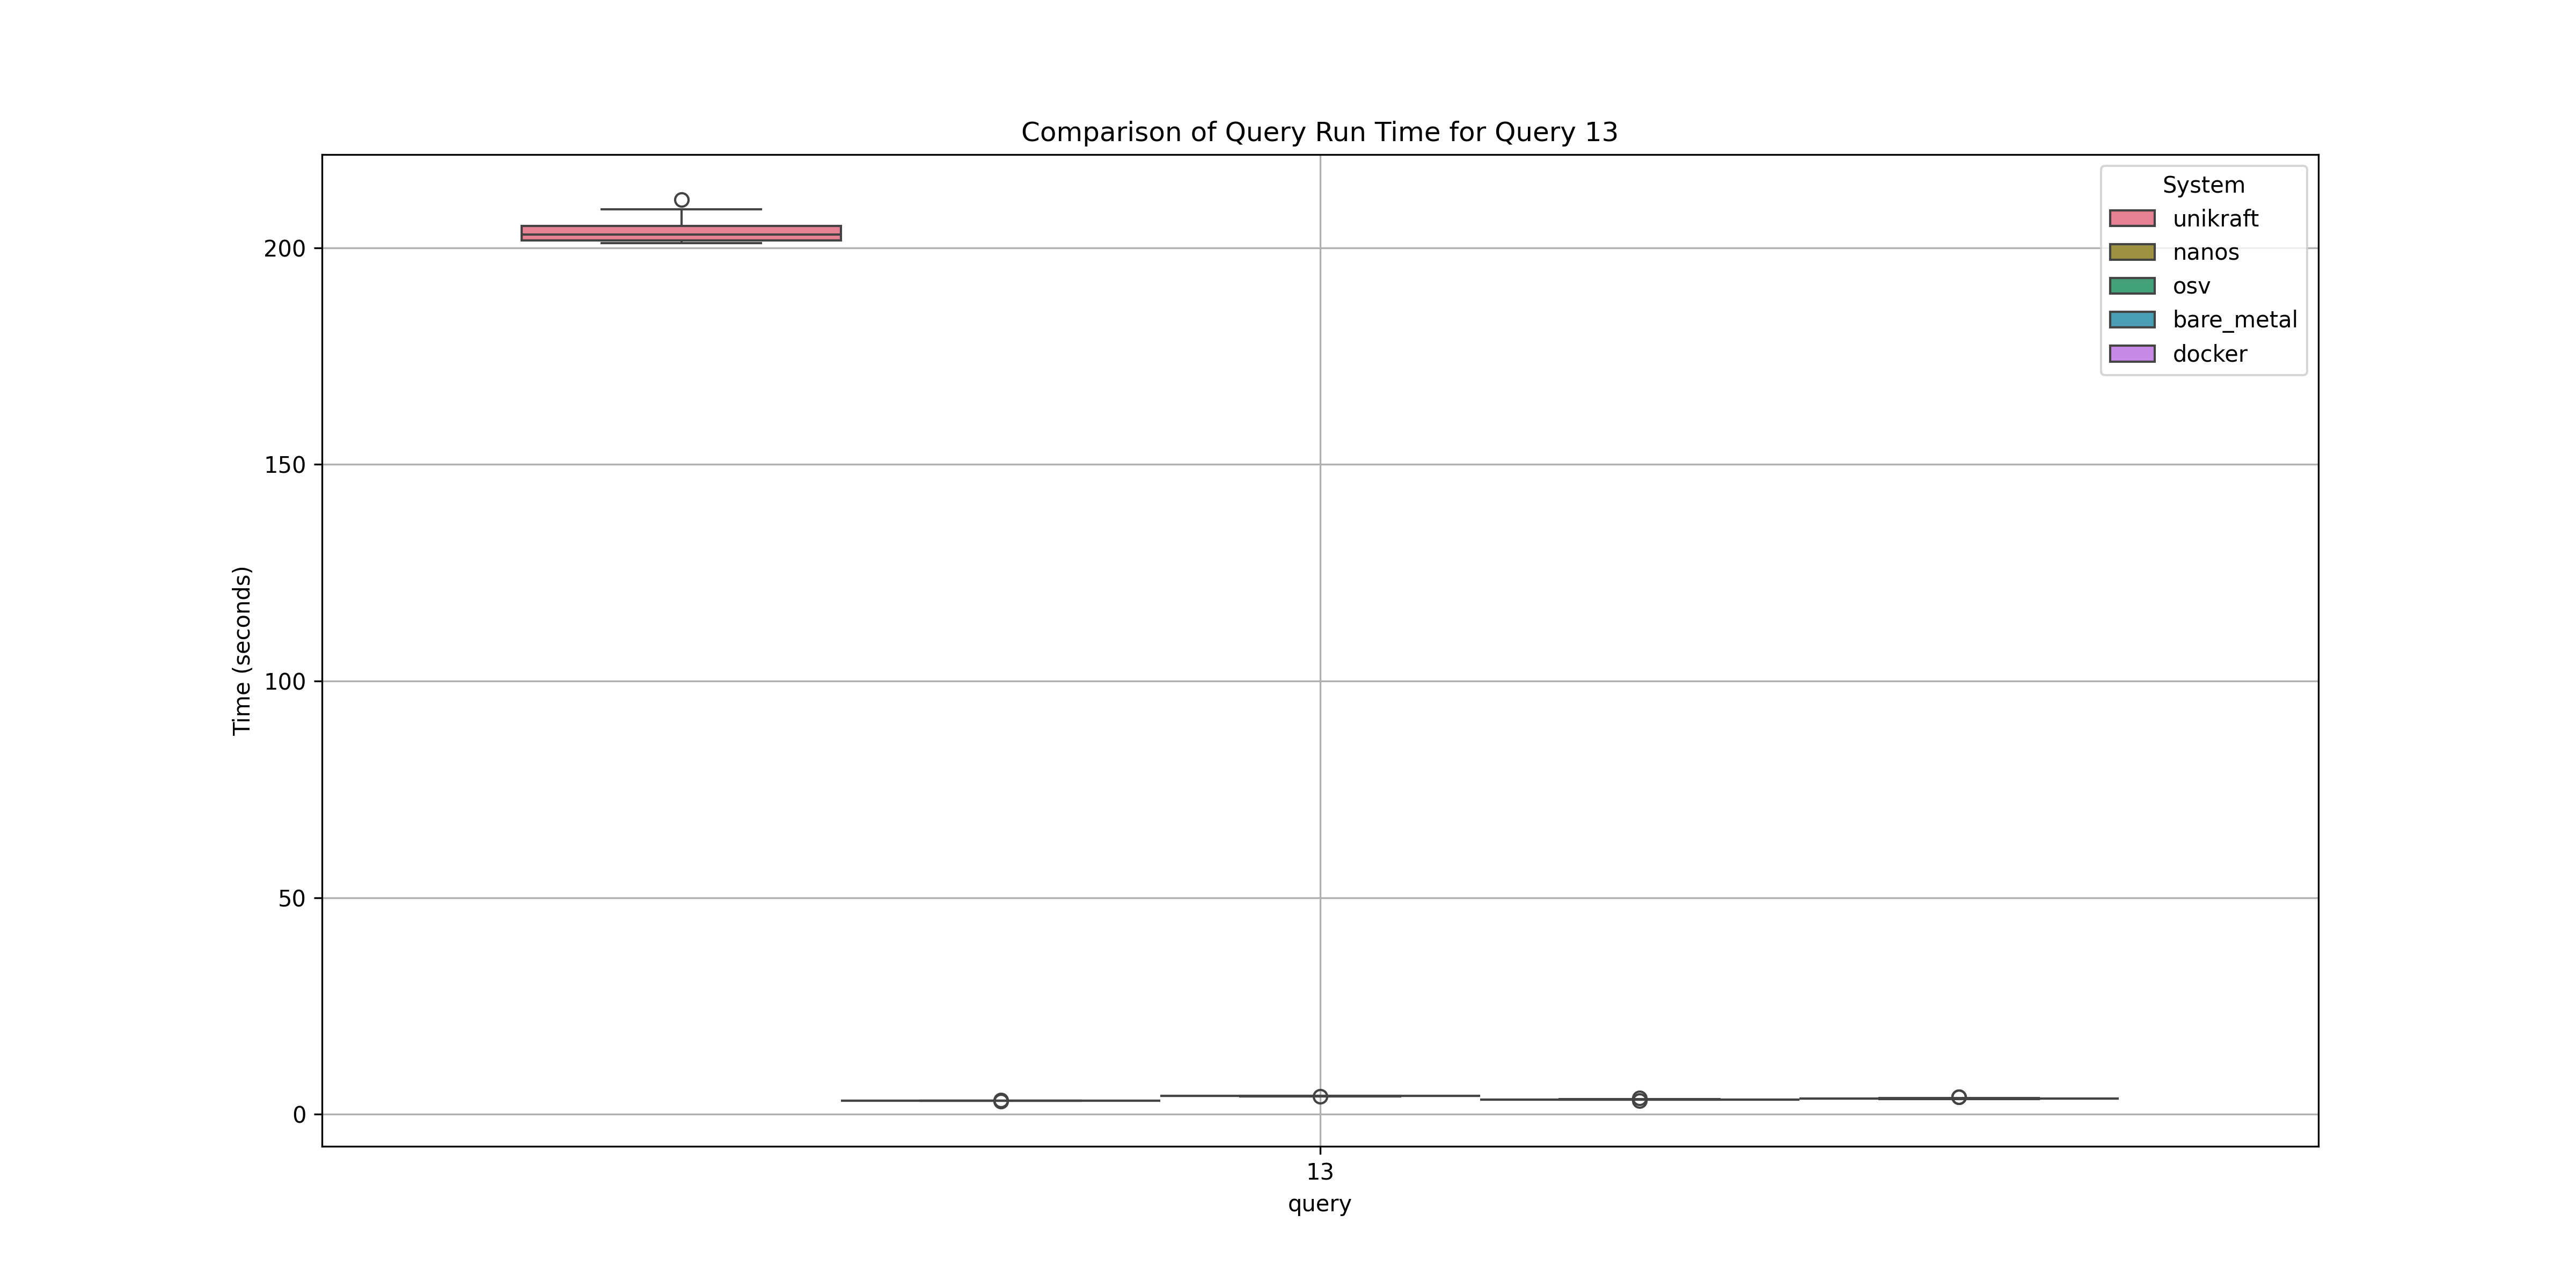 Comparison of Query Run Time for Query 13
System
unikraft
nanos
osv
bare_metal
docker
Time (seconds)
200
150
100
50
0
13
query